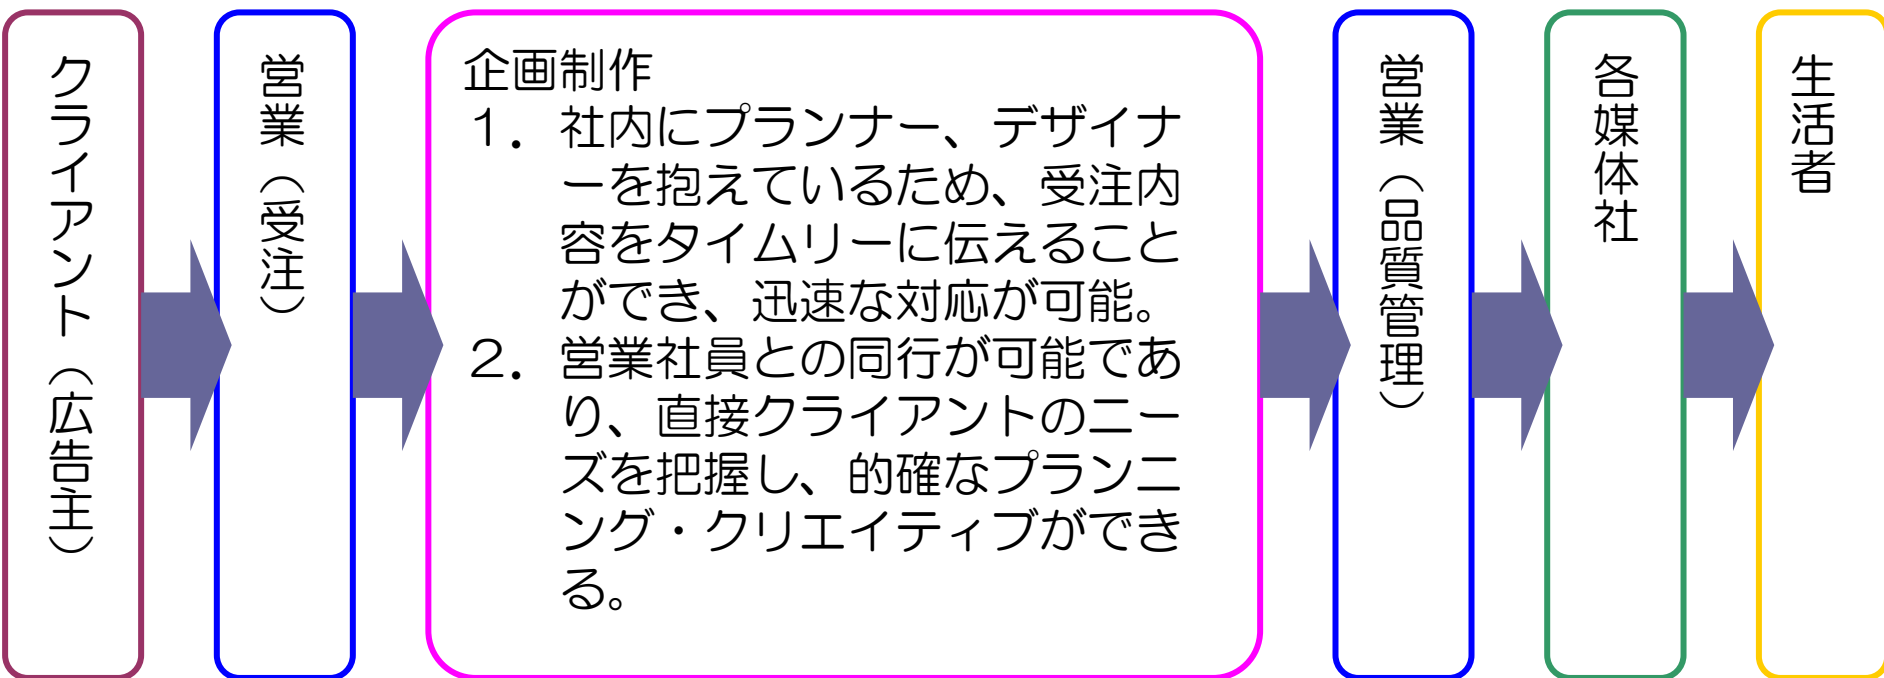 クライアント（広告主）
営業（受注）
企画制作
１．社内にプランナー、デザイナ
ーを抱えているため、受注内
容をタイムリーに伝えること
ができ、迅速な対応が可能。
２．営業社員との同行が可能であ
り、直接クライアントのニー
ズを把握し、的確なプランニ
ング・クリエイティブができ
る。
営業（品質管理）
各媒体社
生活者